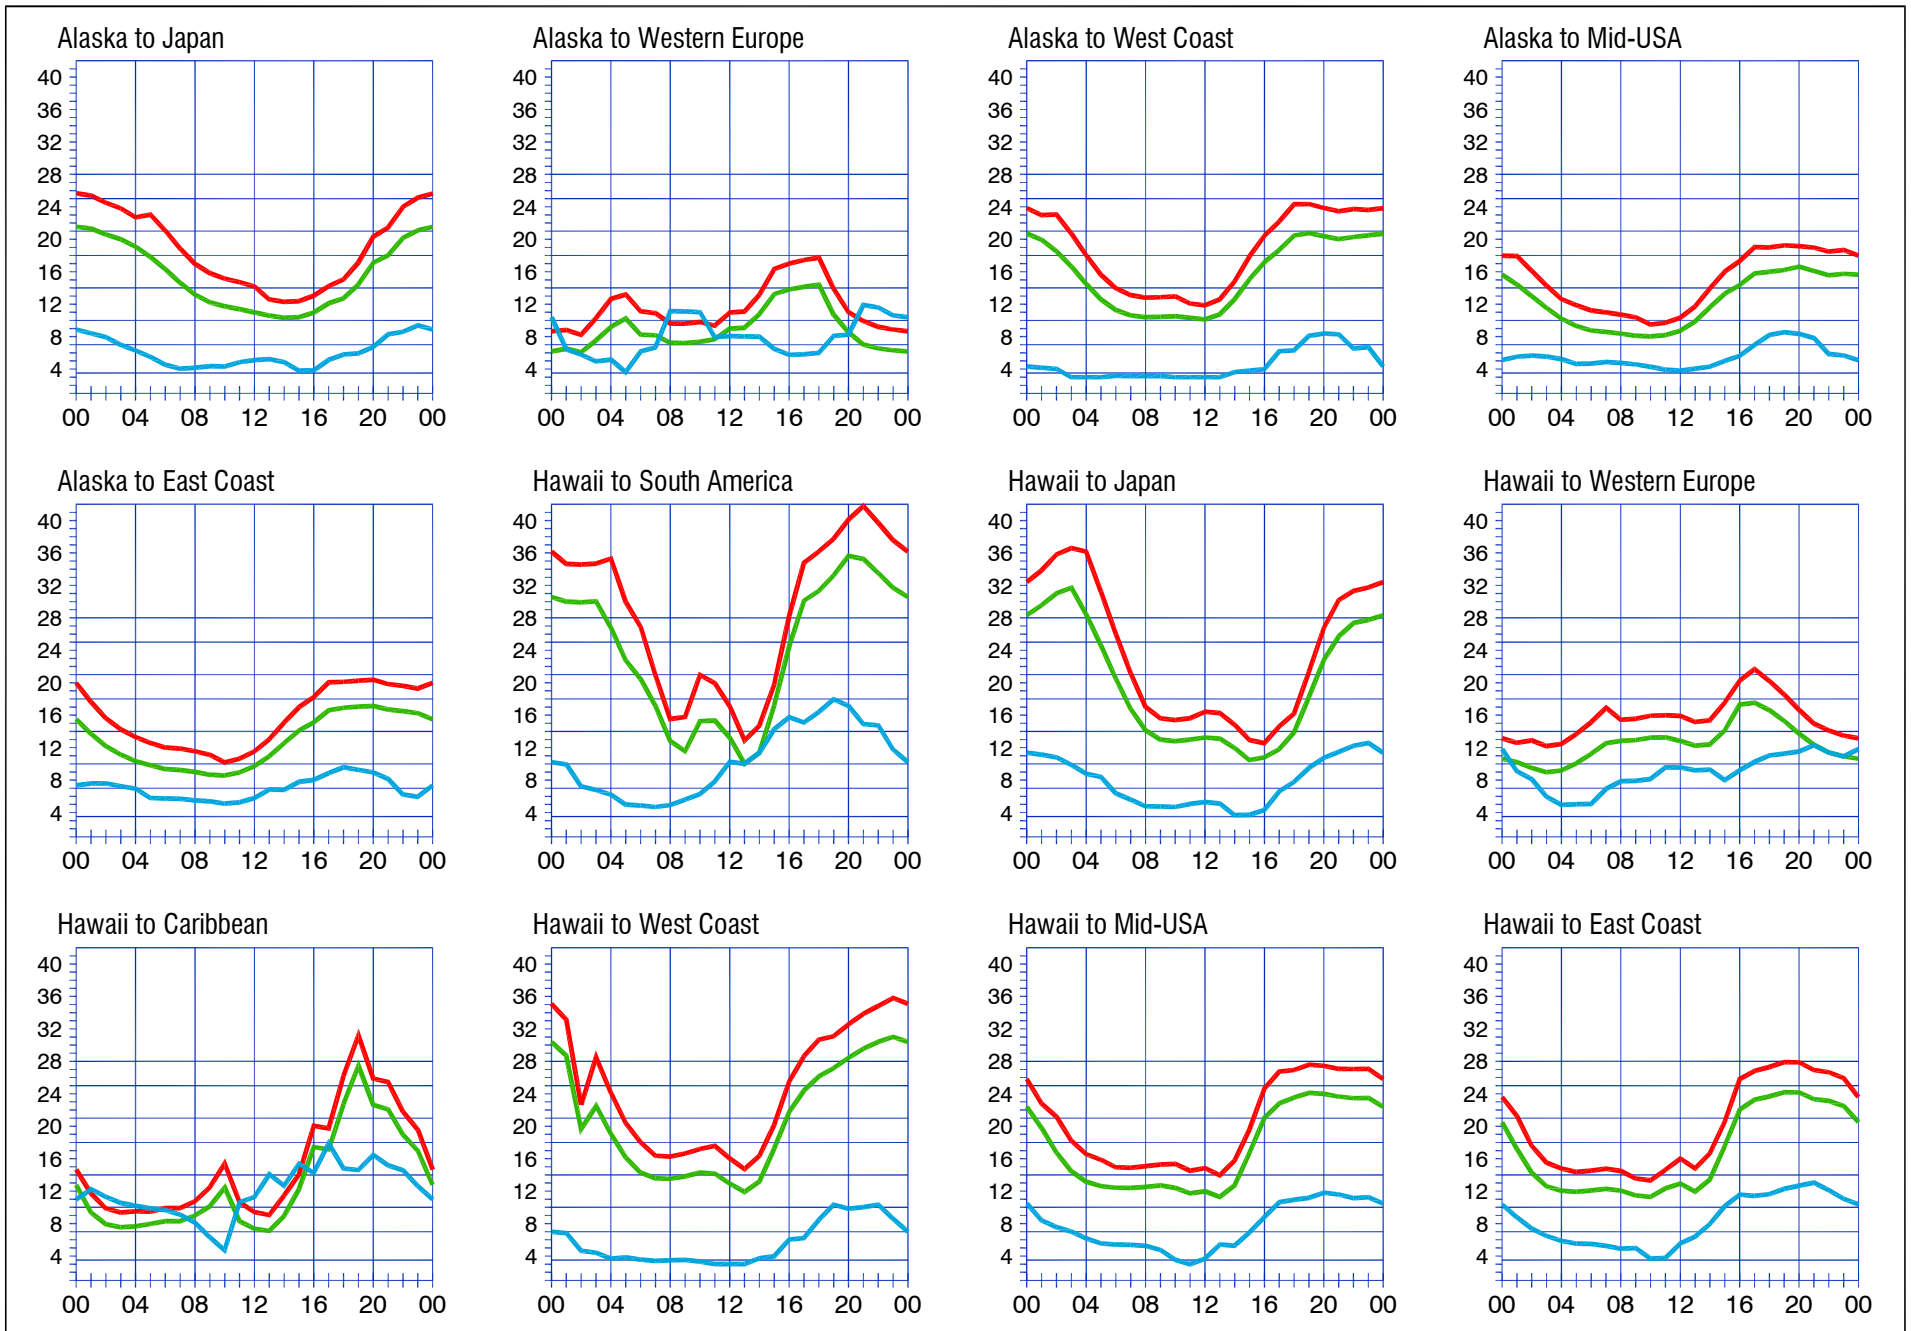 Alaska to Japan
Alaska to Western Europe
Alaska to West Coast
Alaska to Mid-USA
40 40 40 40
36 36 36 36
32 32 32 32
28 28 28 28
24 24 24 24
20 20 20 20
16 16 16 16
12 12 12 12
8 8 8 8
4 4 4 4
00 04 08 12 16 20 00 00 04 08 12 16 20 00 00 04 08 12 16 20 00 00 04 08 12 16 20 00
Alaska to East Coast
Hawaii to South America
Hawaii to Japan
Hawaii to Western Europe
40 40 40 40
36 36 36 36
32 32 32 32
28 28 28 28
24 24 24 24
20 20 20 20
16 16 16 16
12 12 12 12
8 8 8 8
4 4 4 4
00 04 08 12 16 20 00 00 04 08 12 16 20 00 00 04 08 12 16 20 00 00 04 08 12 16 20 00
Hawaii to Caribbean
Hawaii to West Coast
Hawaii to Mid-USA
Hawaii to East Coast
40 40 40 40
36 36 36 36
32 32 32 32
28 28 28 28
24 24 24 24
20 20 20 20
16 16 16 16
12 12 12 12
8 8 8 8
4 4 4 4
00 04 08 12 16 20 00 00 04 08 12 16 20 00 00 04 08 12 16 20 00 00 04 08 12 16 20 00